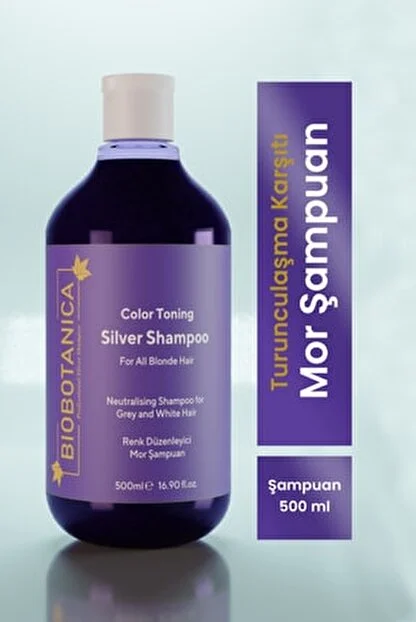 Color Toning
Silver Shampoo
For All Blonde Hair
Neutralising Shampoo for
Grey and White Hair
Renk Düzenleyici
Mor Şampuan
500ml℮ 16.90 fl.oz.
BIOBOTANICA
Turunculaşma Karşıtı
Mor Şampuan
Şampuan
500 ml